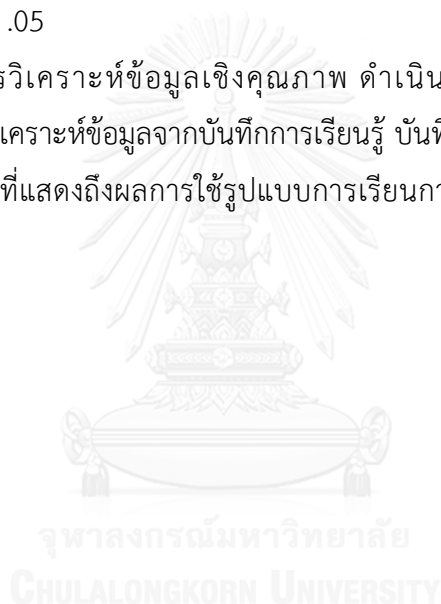 .05
รวิเคราะห์ข้อมูลเชิงคุณภาพ ดำเนิน
เคราะห์ข้อมูลจากบันทึกการเรียนรู้ บันทึ
ที่แสดงถึงผลการใช้รูปแบบการเรียนกา
จุฬาลงกรณ์มหาวิทยาลัย
CHULALONGKORN UNIVERSITY